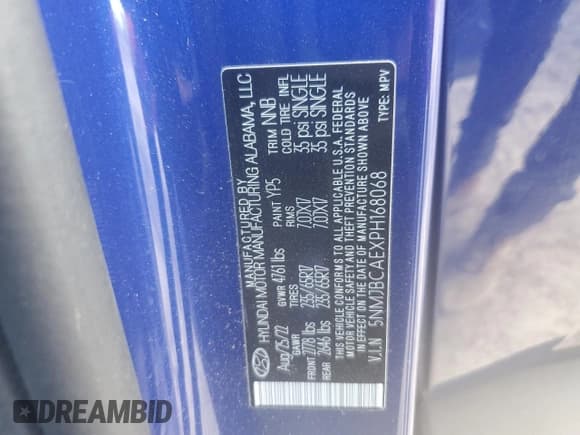 MANUFACTURED BY
HYUNDAI MOTOR MANUFACTURING ALABAMA, LLC
Aug/25/22 GVWR 4761 lbs PAINT YP5 TRIM NNB
GAWR TIRES RIMS COLD TIRE INFL
FRONT 2778 lbs 235/65R17 7.0JX17 35 psi SINGLE
REAR 2646 lbs 235/65R17 7.0JX17 35 psi SINGLE
THIS VEHICLE CONFORMS TO ALL APPLICABLE U.S.A. FEDERAL
MOTOR VEHICLE SAFETY AND THEFT PREVENTION STANDARDS
IN EFFECT ON THE DATE OF MANUFACTURE SHOWN ABOVE
V.I.N 5NMJBCAEXPH168068 TYPE: MPV
DREAMBID